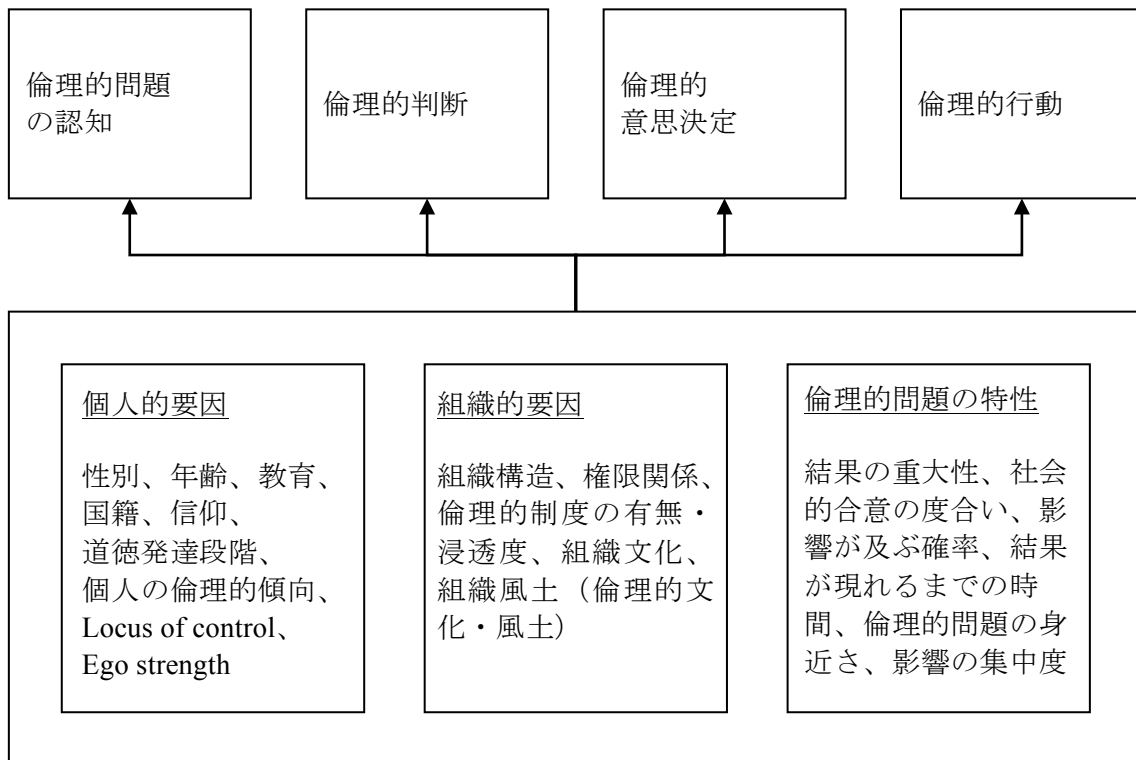 倫理的問題
の認知
倫理的判断
倫理的
意思決定
倫理的行動
個人的要因
性別、年齢、教育、
国籍、信仰、
道徳発達段階、
個人の倫理的傾向、
Locus of control、
Ego strength
組織的要因
組織構造、権限関係、
倫理的制度の有無・
浸透度、組織文化、
組織風土（倫理的文
化・風土）
倫理的問題の特性
結果の重大性、社会
的合意の度合い、影
響が及ぶ確率、結果
が現れるまでの時
間、倫理的問題の身
近さ、影響の集中度